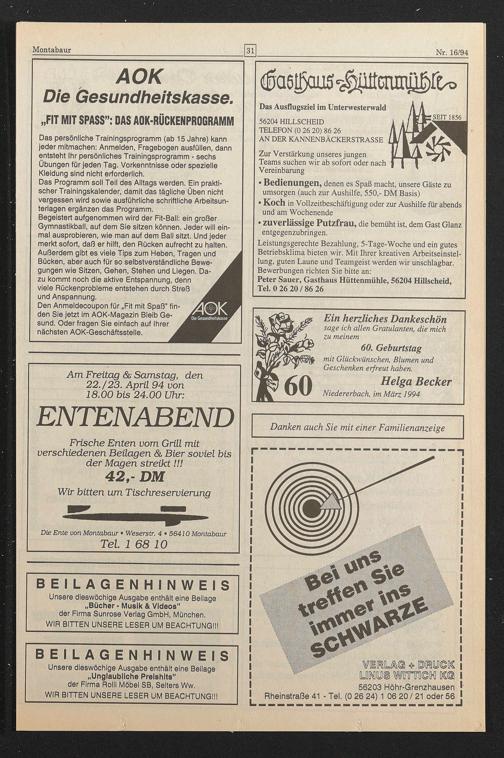 Montabaur
31
Nr. 16/94
AOK
Die Gesundheitskasse.
„FIT MIT SPASS": DAS AOK-RÜCKENPROGRAMM
Das persönliche Trainingsprogramm (ab 15 Jahre) kann
jeder mitmachen: Anmelden, Fragebogen ausfüllen, dann
entsteht Ihr persönliches Trainingsprogramm - sechs
Übungen für jeden Tag. Vorkenntnisse oder spezielle
Kleidung sind nicht erforderlich.
Das Programm soll Teil des Alltags werden. Ein prakti-
scher Trainingskalender, damit das tägliche Üben nicht
vergessen wird sowie ausführliche schriftliche Arbeitsun-
terlagen ergänzen das Programm.
Begeistert aufgenommen wird der Fit-Ball: ein großer
Gymnastikball, auf dem Sie sitzen können. Jeder will ein-
mal ausprobieren, wie man auf dem Ball sitzt. Und jeder
merkt sofort, daß er hilft, den Rücken aufrecht zu halten.
Außerdem gibt es viele Tips zum Heben, Tragen und
Bücken, aber auch für so selbstverständliche Bewe-
gungen wie Sitzen, Gehen, Stehen und Liegen. Da-
zu kommt noch die aktive Entspannung, denn
viele Rückenprobleme entstehen durch Streß
und Anspannung.
Den Anmeldecoupon für „Fit mit Spaß" fin-
den Sie jetzt im AOK-Magazin Bleib Ge-
sund. Oder fragen Sie einfach auf Ihrer
nächsten AOK-Geschäftsstelle.
AOK
Die Gesundheitskasse
Am Freitag & Samstag, den
22./23. April 94 von
18.00 bis 24.00 Uhr:
ENTENABEND
Frische Enten vom Grill mit
verschiedenen Beilagen & Bier soviel bis
der Magen streikt !!!
42,- DM
Wir bitten um Tischreservierung
Die Ente von Montabaur • Weserstr. 4 • 56410 Montabaur
Tel. 1 68 10
BEILAGENHINWEIS
Unsere dieswöchige Ausgabe enthält eine Beilage
„Bücher - Musik & Videos"
der Firma Sunrose Verlag GmbH, München.
WIR BITTEN UNSERE LESER UM BEACHTUNG!!!
BEILAGENHINWEIS
Unsere dieswöchige Ausgabe enthält eine Beilage
„Unglaubliche Preishits"
der Firma Rolli Möbel SB, Selters Ww.
WIR BITTEN UNSERE LESER UM BEACHTUNG!!!
Gasthaus-Hüttenmühle
Das Ausflugsziel im Unterwesterwald
SEIT 1856
56204 HILLSCHEID
TELEFON (0 26 20) 86 26
AN DER KANNENBÄCKERSTRASSE
Zur Verstärkung unseres jungen
Teams suchen wir ab sofort oder nach
Vereinbarung
• Bedienungen, denen es Spaß macht, unsere Gäste zu
umsorgen (auch zur Aushilfe, 550,- DM Basis)
• Koch in Vollzeitbeschäftigung oder zur Aushilfe für abends
und am Wochenende
• zuverlässige Putzfrau, die bemüht ist, dem Gast Glanz
entgegenzubringen.
Leistungsgerechte Bezahlung, 5-Tage-Woche und ein gutes
Betriebsklima bieten wir. Mit Ihrer kreativen Arbeitseinstel-
lung, guten Laune und Teamgeist werden wir unschlagbar.
Bewerbungen richten Sie bitte an:
Peter Sauer, Gasthaus Hüttenmühle, 56204 Hillscheid,
Tel. 0 26 20 / 86 26
Ein herzliches Dankeschön
sage ich allen Gratulanten, die mich
zu meinem
60. Geburtstag
mit Glückwünschen, Blumen und
Geschenken erfreut haben.
Helga Becker
60
Niedererbach, im März 1994
Danken auch Sie mit einer Familienanzeige
Bei uns
treffen Sie
immer ins
SCHWARZE
VERLAG + DRUCK
LINUS WITTICH KG
56203 Höhr-Grenzhausen
Rheinstraße 41 - Tel. (0 26 24) 1 06 20 / 21 oder 56